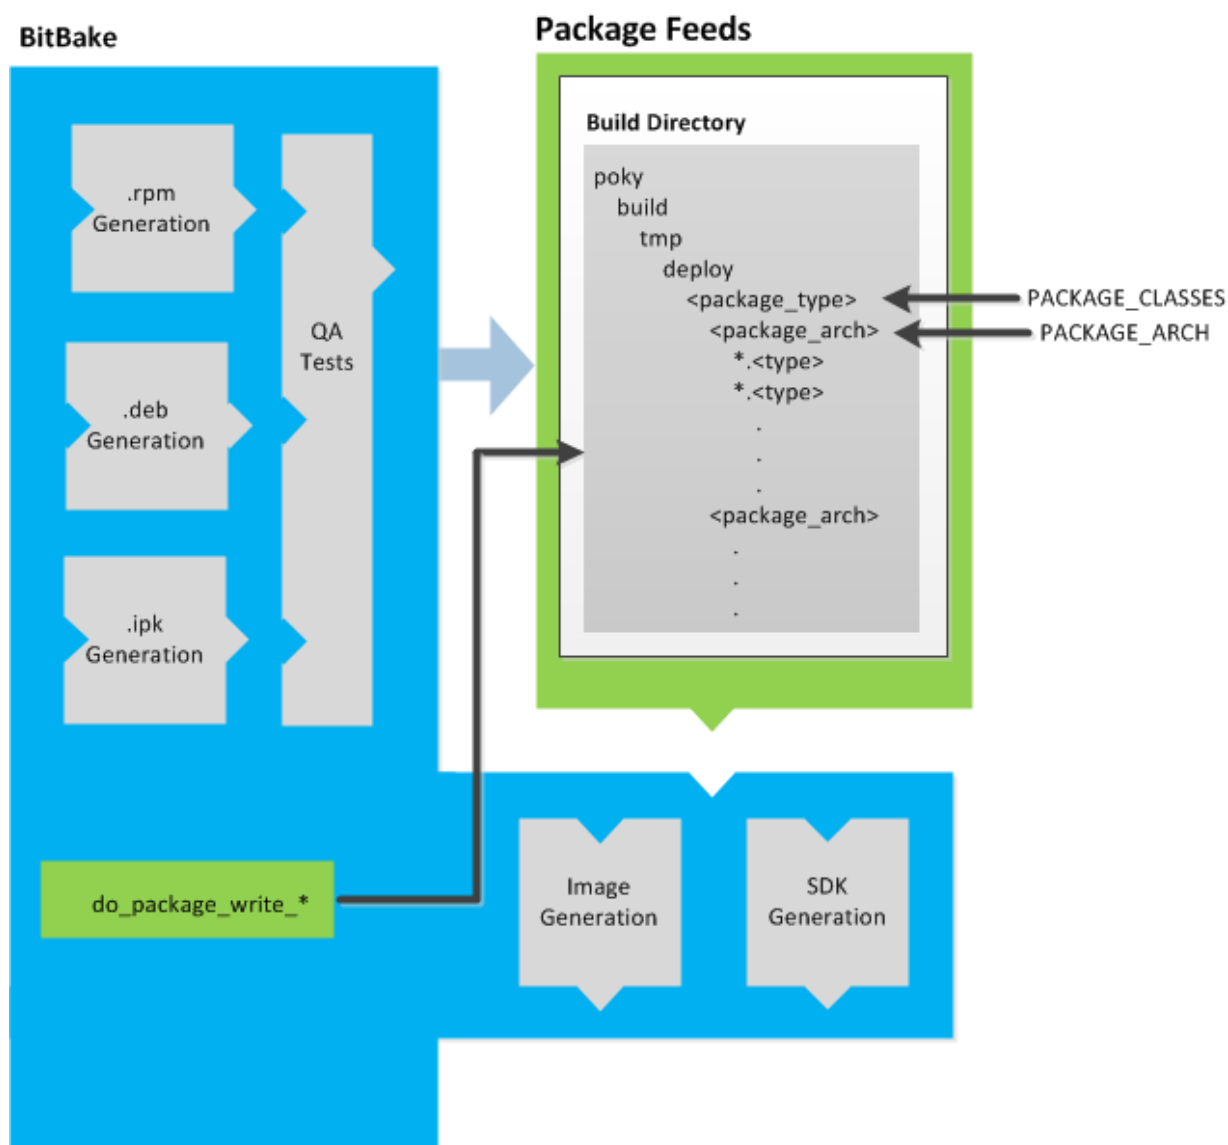 BitBake
Package Feeds
.rpm
Generation
.deb
Generation
.ipk
Generation
QA
Tests
Build Directory
poky
build
tmp
deploy
<package_type>
<package_arch>
*.<type>
*.<type>
.
.
.
<package_arch>
.
.
.
PACKAGE_CLASSES
PACKAGE_ARCH
do_package_write_*
Image
Generation
SDK
Generation